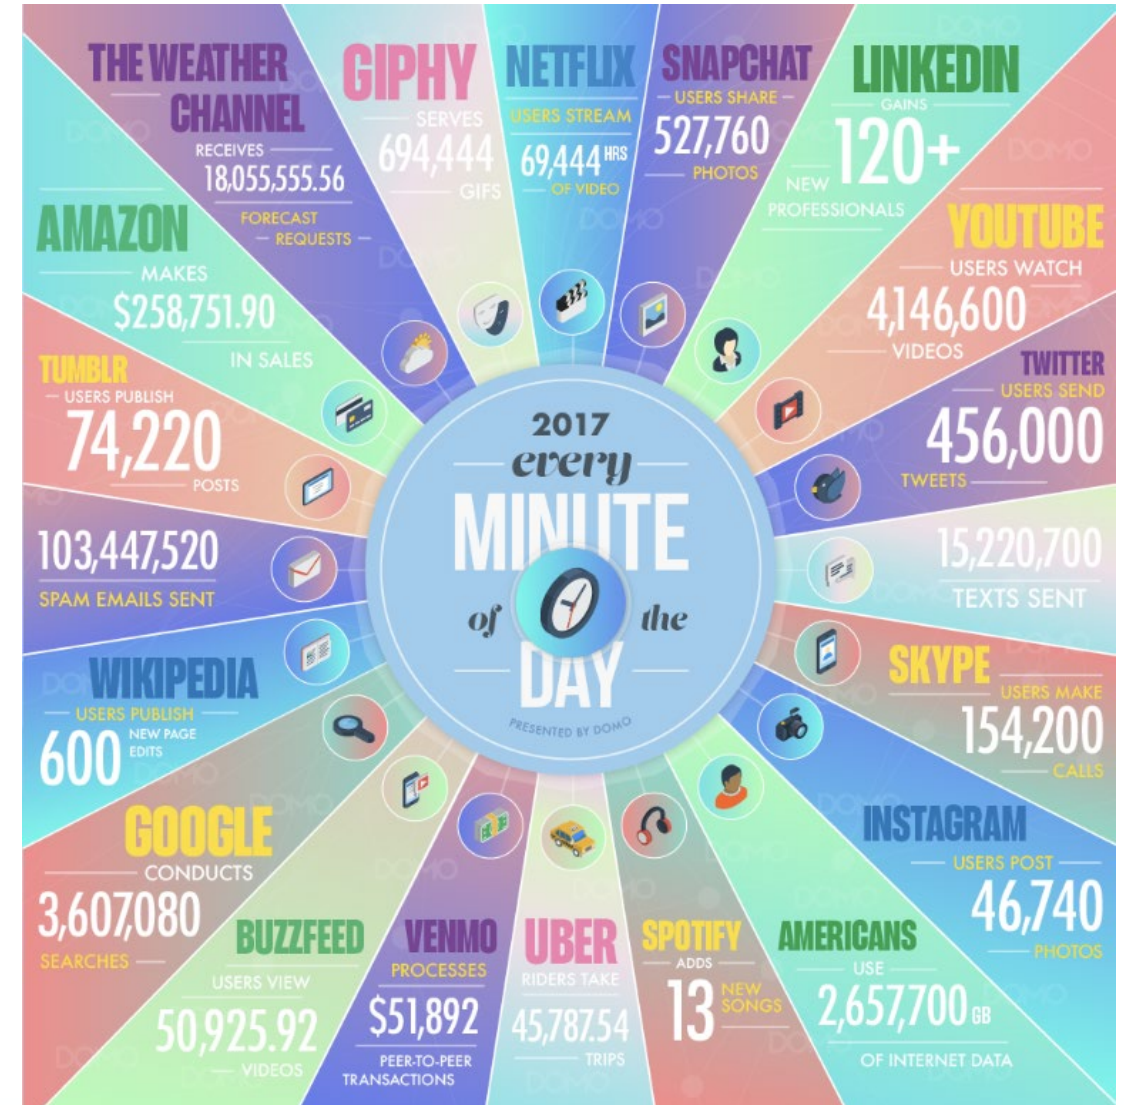 THE WEATHER
CHANNEL
RECEIVES
18,055,555.56
FORECAST
REQUESTS
GIPHY
SERVES
694,444
GIFS
NETFLIX
USERS STREAM
69,444 HRS
OF VIDEO
SNAPCHAT
USERS SHARE
527,760
PHOTOS
LINKEDIN
GAINS
120+
NEW
PROFESSIONALS
YOUTUBE
USERS WATCH
4,146,600
VIDEOS
TWITTER
USERS SEND
456,000
TWEETS
15,220,700
TEXTS SENT
SKYPE
USERS MAKE
154,200
CALLS
INSTAGRAM
USERS POST
46,740
PHOTOS
AMERICANS
USE
2,657,700 GB
OF INTERNET DATA
SPOTIFY
ADDS
13 NEW
SONGS
UBER
RIDERS TAKE
45,787.54
TRIPS
VENMO
PROCESSES
$51,892
PEER-TO-PEER
TRANSACTIONS
BUZZFEED
USERS VIEW
50,925.92
VIDEOS
GOOGLE
CONDUCTS
3,607,080
SEARCHES
WIKIPEDIA
USERS PUBLISH
600 NEW PAGE
EDITS
103,447,520
SPAM EMAILS SENT
TUMBLR
USERS PUBLISH
74,220
POSTS
AMAZON
MAKES
$258,751.90
IN SALES
2017
every
MINUTE
of the
DAY
PRESENTED BY DOMO
DOMO